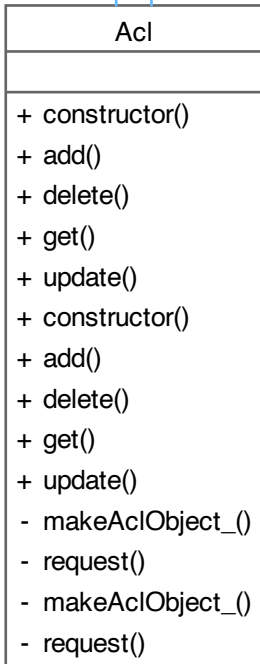 Acl
+ constructor()
+ add()
+ delete()
+ get()
+ update()
+ constructor()
+ add()
+ delete()
+ get()
+ update()
- makeAclObject_()
- request()
- makeAclObject_()
- request()